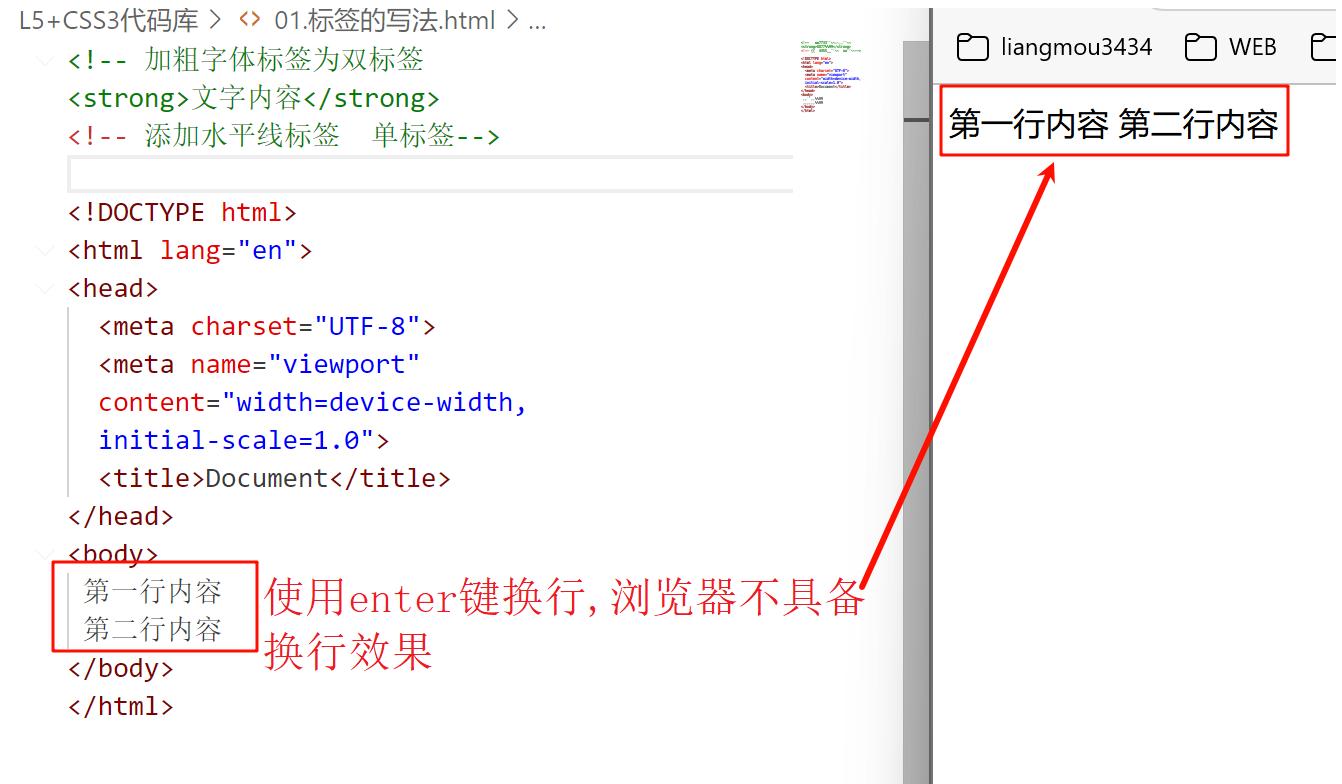 L5+CSS3代码库 > <> 01.标签的写法.html > ...
<!-- 加粗字体标签为双标签
<strong>文字内容</strong>
<!-- 添加水平线标签  单标签-->
<!DOCTYPE html>
<html lang="en">
<head>
<meta charset="UTF-8">
<meta name="viewport"
content="width=device-width,
initial-scale=1.0">
<title>Document</title>
</head>
<body>
第一行内容
第二行内容
</body>
</html>
使用enter键换行,浏览器不具备
换行效果
liangmou3434 WEB
第一行内容 第二行内容